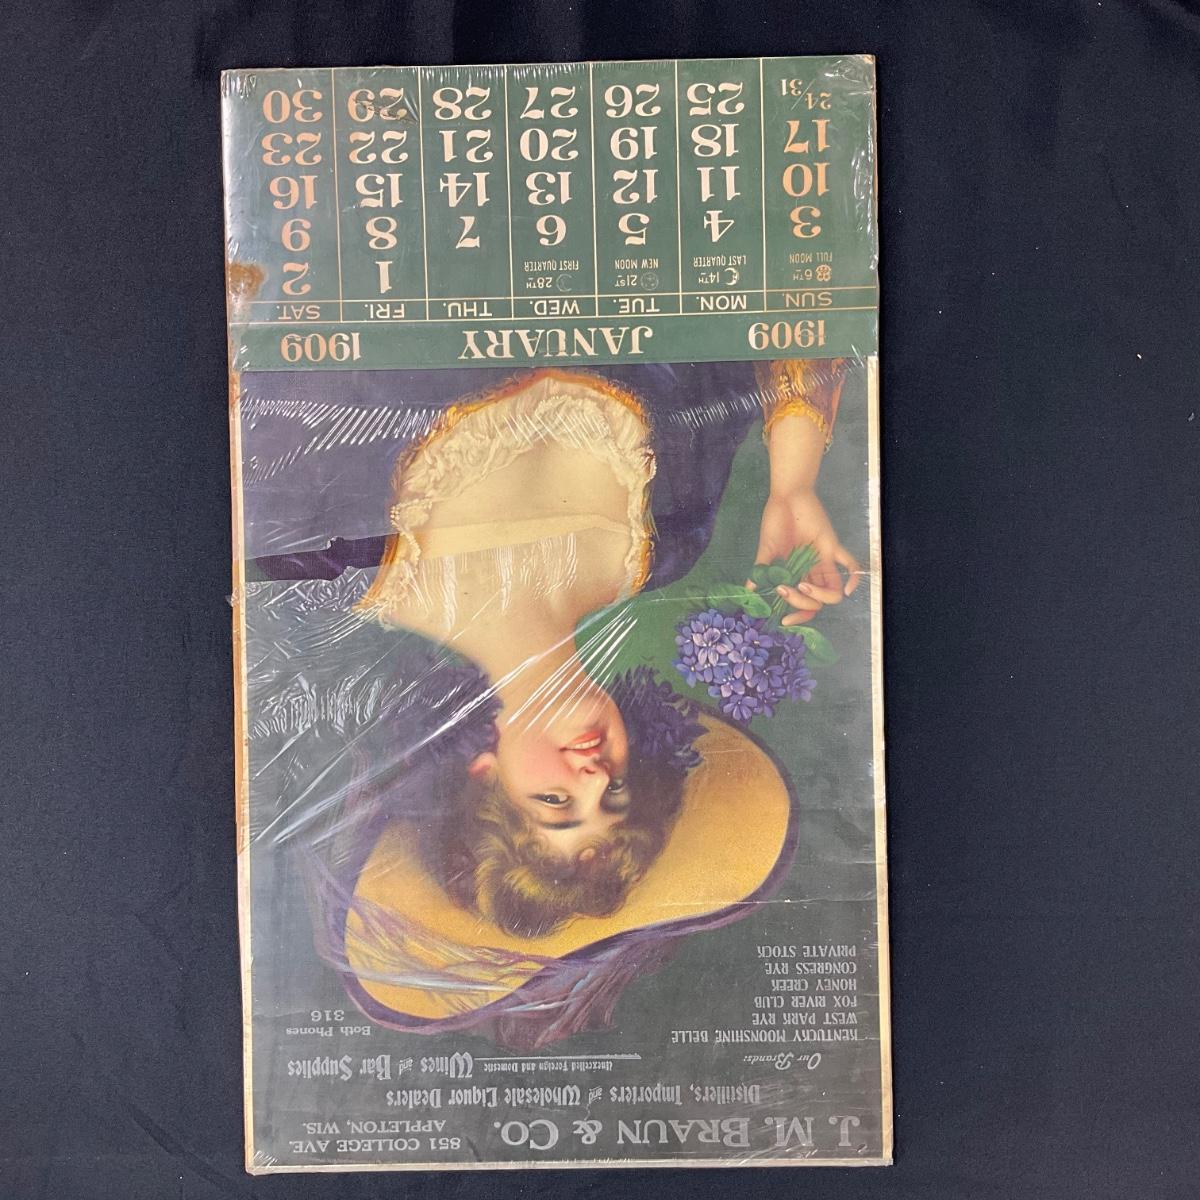 J. M. BRAUN & CO.
851 COLLEGE AVE.
APPLETON, WIS.
Distillers, Importers and Wholesale Liquor Dealers
Unexcelled Foreign and Domestic Wines and Bar Supplies
Our Brands:
KENTUCKY MOONSHINE BELLE
WEST PARK RYE
FOX RIVER CLUB
HONEY CREEK
CONGRESS RYE
PRIVATE STOCK
Both Phones
316
1909 JANUARY 1909
SUN. MON. TUE. WED. THU. FRI. SAT.
6TH FULL MOON 14TH LAST QUARTER 21ST NEW MOON 28TH FIRST QUARTER 1 2
3 4 5 6 7 8 9
10 11 12 13 14 15 16
17 18 19 20 21 22 23
24/31 25 26 27 28 29 30